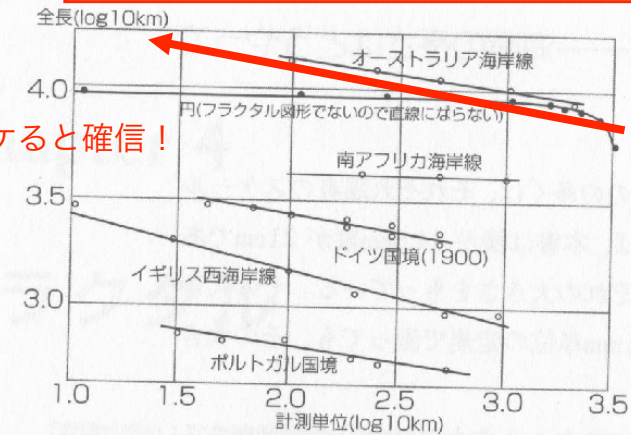 全長(log10km)
オーストラリア海岸線
4.0
円(フラクタル図形でないので直線にならない)
ケると確信！
南アフリカ海岸線
3.5
ドイツ国境(1900)
イギリス西海岸線
3.0
ポルトガル国境
1.0 1.5 2.0 2.5 3.0 3.5
計測単位(log10km)